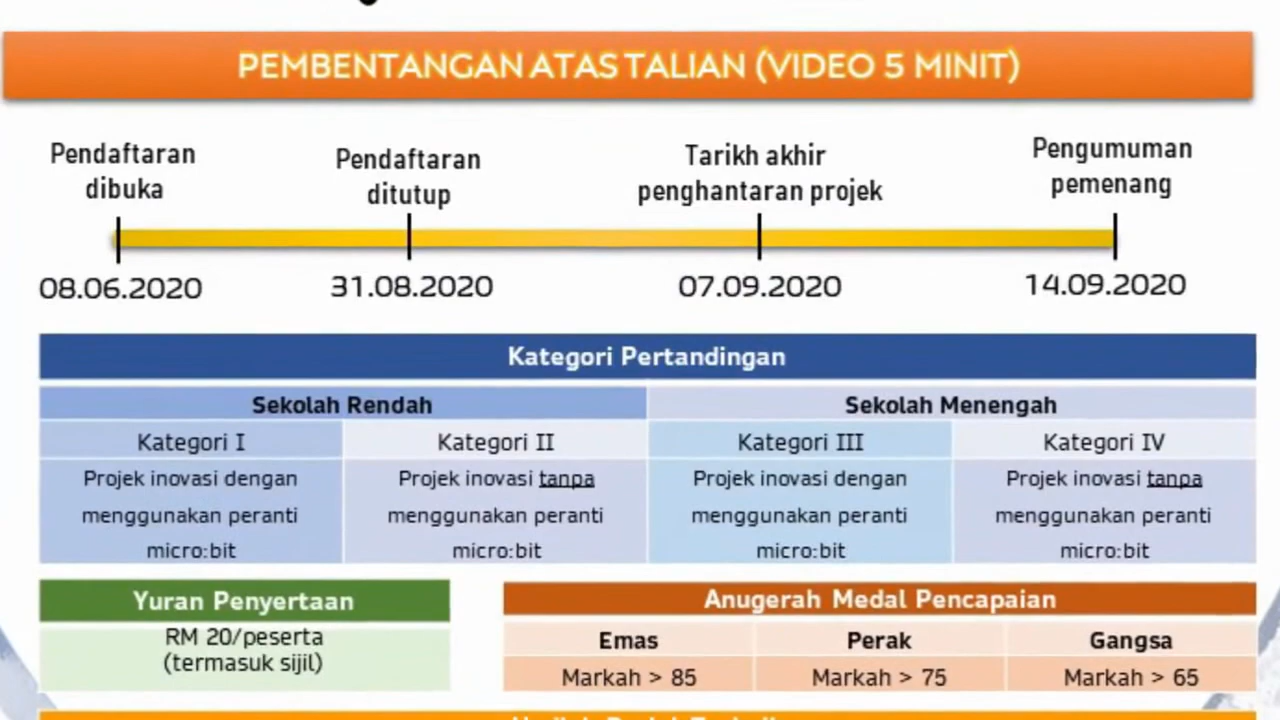 PEMBENTANGAN ATAS TALIAN (VIDEO 5 MINIT)
Pendaftaran
dibuka
Pendaftaran
ditutup
Tarikh akhir
penghantaran projek
Pengumuman
pemenang
08.06.2020
31.08.2020
07.09.2020
14.09.2020
Kategori Pertandingan
Sekolah Rendah
Sekolah Menengah
Kategori I
Kategori II
Kategori III
Kategori IV
Projek inovasi dengan
menggunakan peranti
micro:bit
Projek inovasi tanpa
menggunakan peranti
micro:bit
Projek inovasi dengan
menggunakan peranti
micro:bit
Projek inovasi tanpa
menggunakan peranti
micro:bit
Yuran Penyertaan
RM 20/peserta
(termasuk sijil)
Anugerah Medal Pencapaian
Emas
Perak
Gangsa
Markah > 85
Markah > 75
Markah > 65